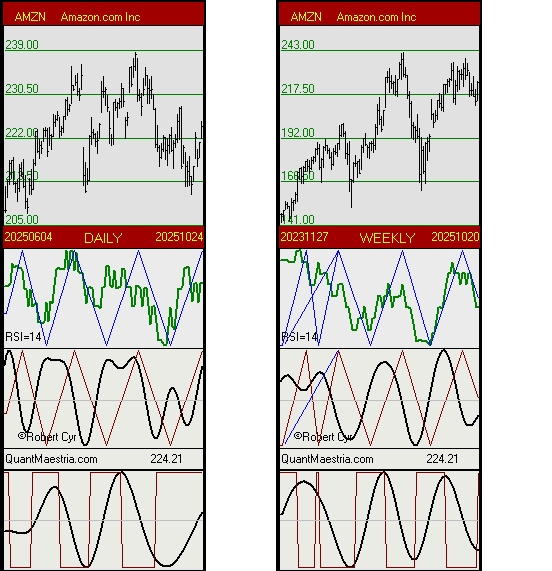 AMZN Amazon.com Inc
239.00
230.50
222.00
213.50
205.00
20250604 DAILY 20251024
RSI=14
©Robert Cyr
QuantMaestria.com 224.21
AMZN Amazon.com Inc
243.00
217.50
192.00
166.50
141.00
20231127 WEEKLY 20251020
RSI=14
©Robert Cyr
QuantMaestria.com 224.21